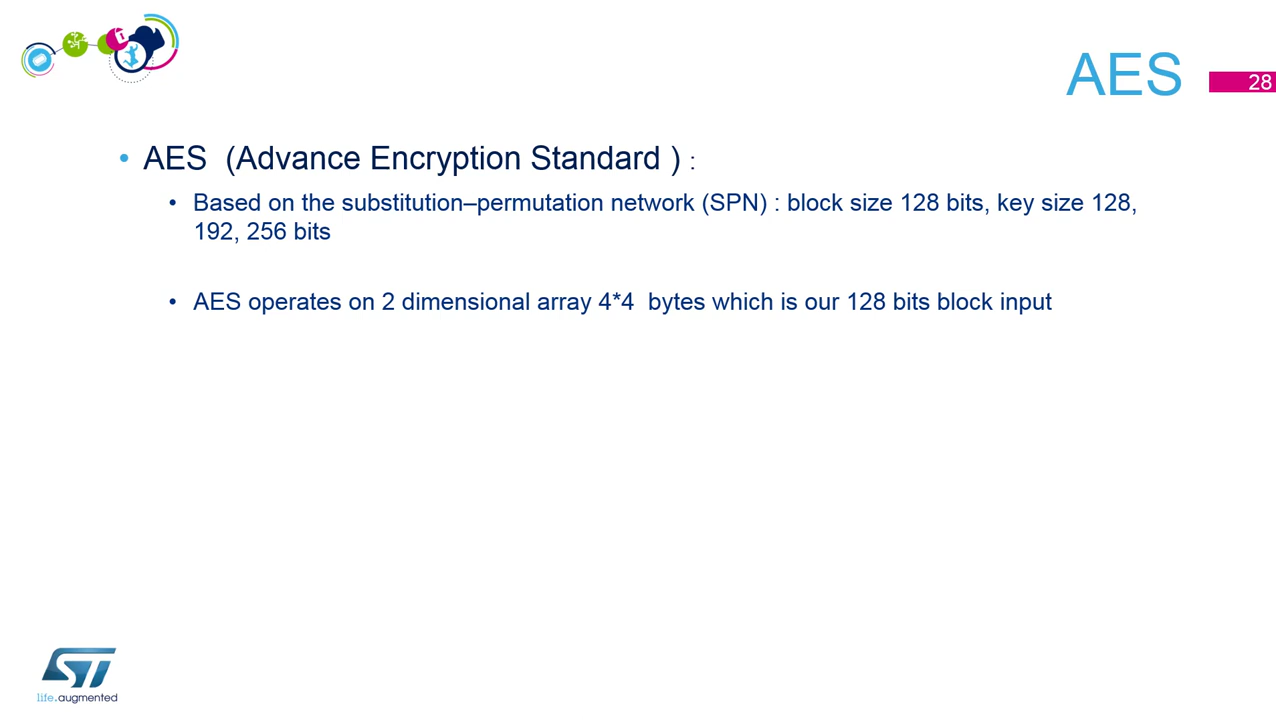 AES
28
• AES (Advance Encryption Standard ) :
• Based on the substitution–permutation network (SPN) : block size 128 bits, key size 128,
192, 256 bits
• AES operates on 2 dimensional array 4*4 bytes which is our 128 bits block input
ST
life.augmented